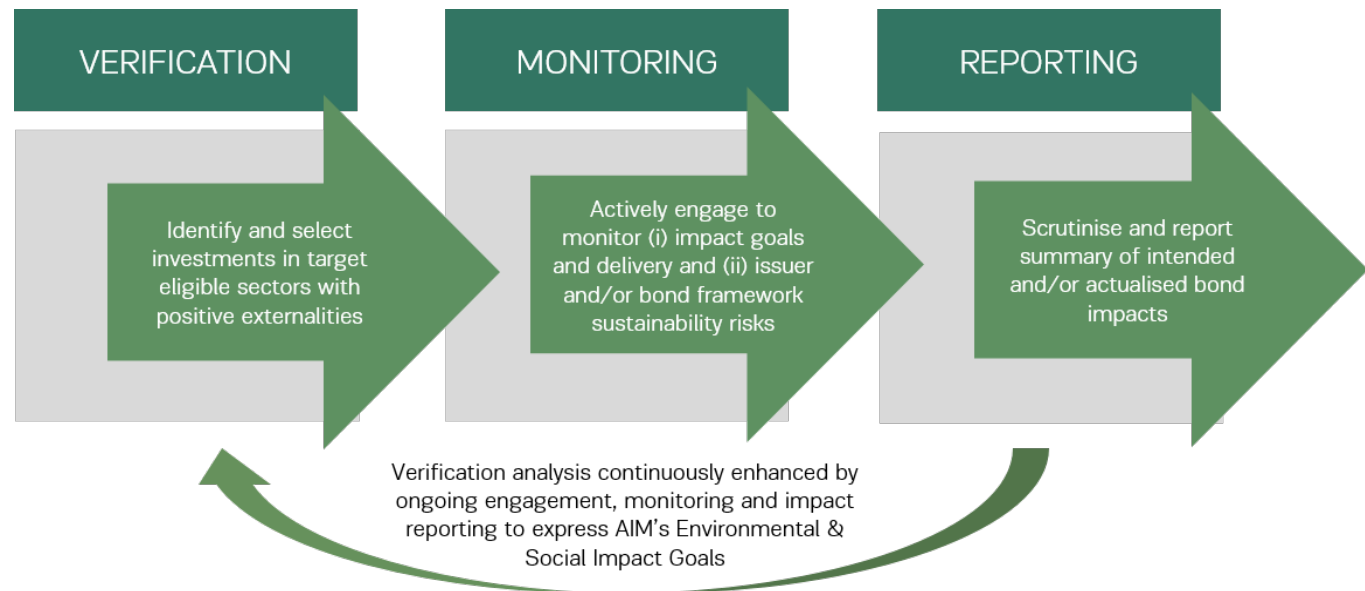 VERIFICATION
Identify and select
investments in target
eligible sectors with
positive externalities
MONITORING
Actively engage to
monitor (i) impact goals
and delivery and (ii) issuer
and/or bond framework
sustainability risks
REPORTING
Scrutinise and report
summary of intended
and/or actualised bond
impacts
Verification analysis continuously enhanced by
ongoing engagement, monitoring and impact
reporting to express AIM's Environmental &
Social Impact Goals